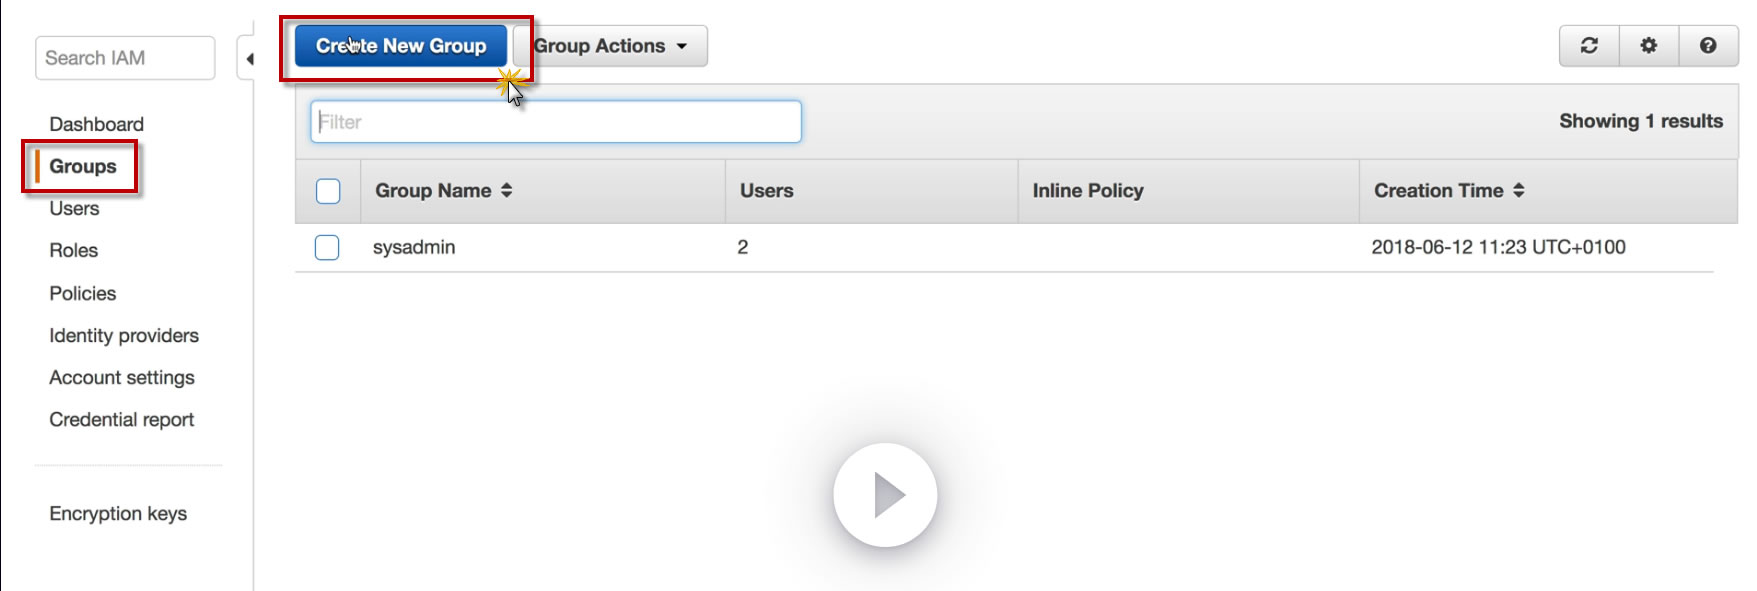 Search IAM
Dashboard
Groups
Users
Roles
Policies
Identity providers
Account settings
Credential report
Encryption keys
Create New Group
Group Actions
Filter
Showing 1 results
Group Name Users Inline Policy Creation Time
sysadmin 2 2018-06-12 11:23 UTC+0100